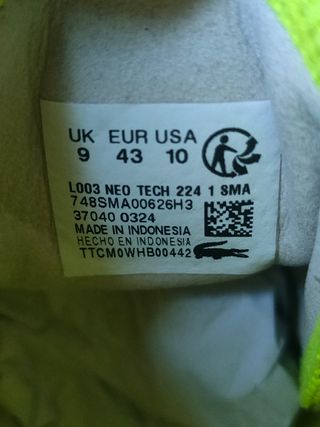 UK EUR USA
9 43 10
L003 NEO TECH 224 1 SMA
748SMA00626H3
37040 0324
MADE IN INDONESIA
HECHO EN INDONESIA
TTCM0WHB00442